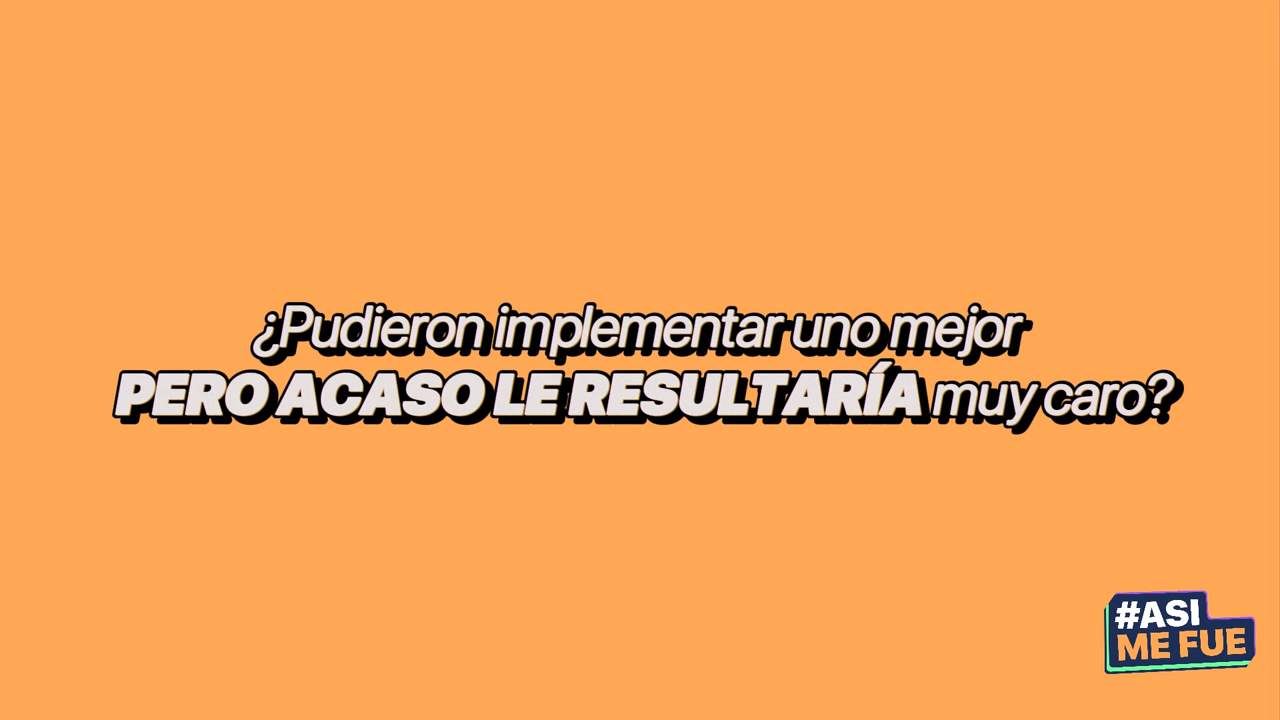 ¿Pudieron implementar uno mejor
PERO ACASO LE RESULTARÍA muy caro?
#ASI
ME FUE